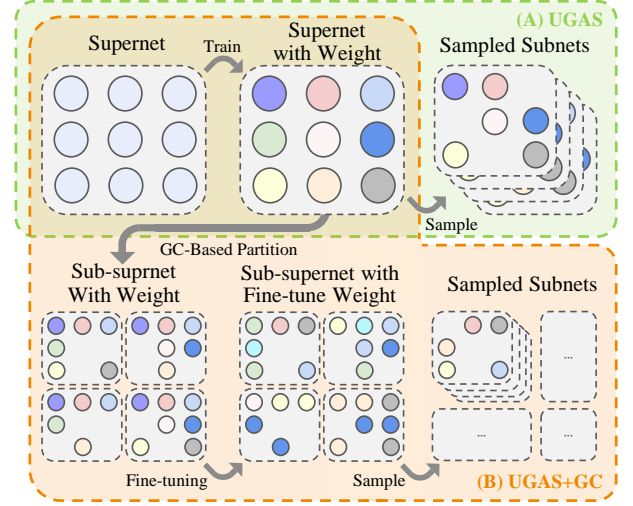 (A) UGAS
Supernet
Train
Supernet
with Weight
Sampled Subnets
Sample
GC-Based Partition
Sub-suprnet
With Weight
Sub-supernet with
Fine-tune Weight
Sampled Subnets
...
...
...
Fine-tuning
Sample
(B) UGAS+GC